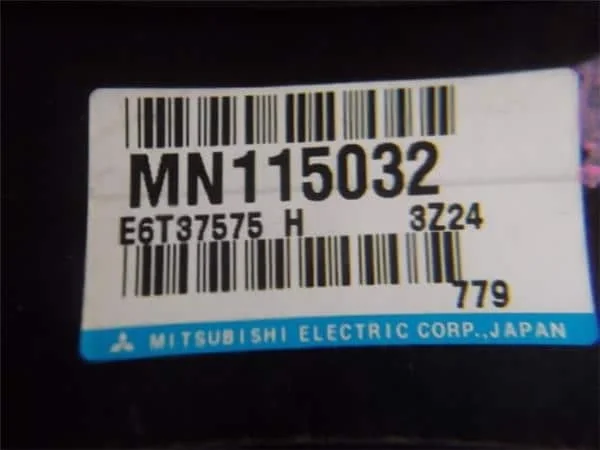 MN115032
E6T37575 H 3Z24
779
MITSUBISHI ELECTRIC CORP.,JAPAN